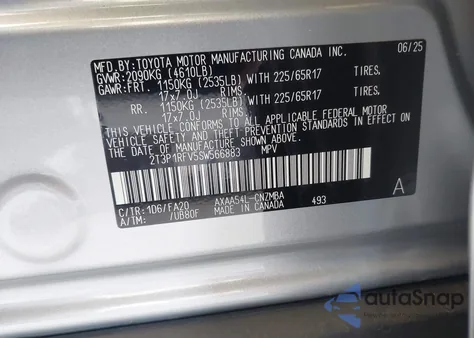 MFD. BY: TOYOTA MOTOR MANUFACTURING CANADA INC. 06/25
GVWR: 2090KG (4610LB)
GAWR: FRT. 1150KG (2535LB) WITH 225/65R17 TIRES,
17x7.0J RIMS
RR. 1150KG (2535LB) WITH 225/65R17 TIRES,
17x7.0J RIMS
THIS VEHICLE CONFORMS TO ALL APPLICABLE FEDERAL MOTOR
VEHICLE SAFETY AND THEFT PREVENTION STANDARDS IN
EFFECT ON THE DATE OF MANUFACTURE SHOWN ABOVE.
2T3P1RFV5SW566883 MPV
C/TR: 1D6/FA20 AXAA54L-CNZMBA 493 A
A/TM: /UB80F MADE IN CANADA
autoSnap